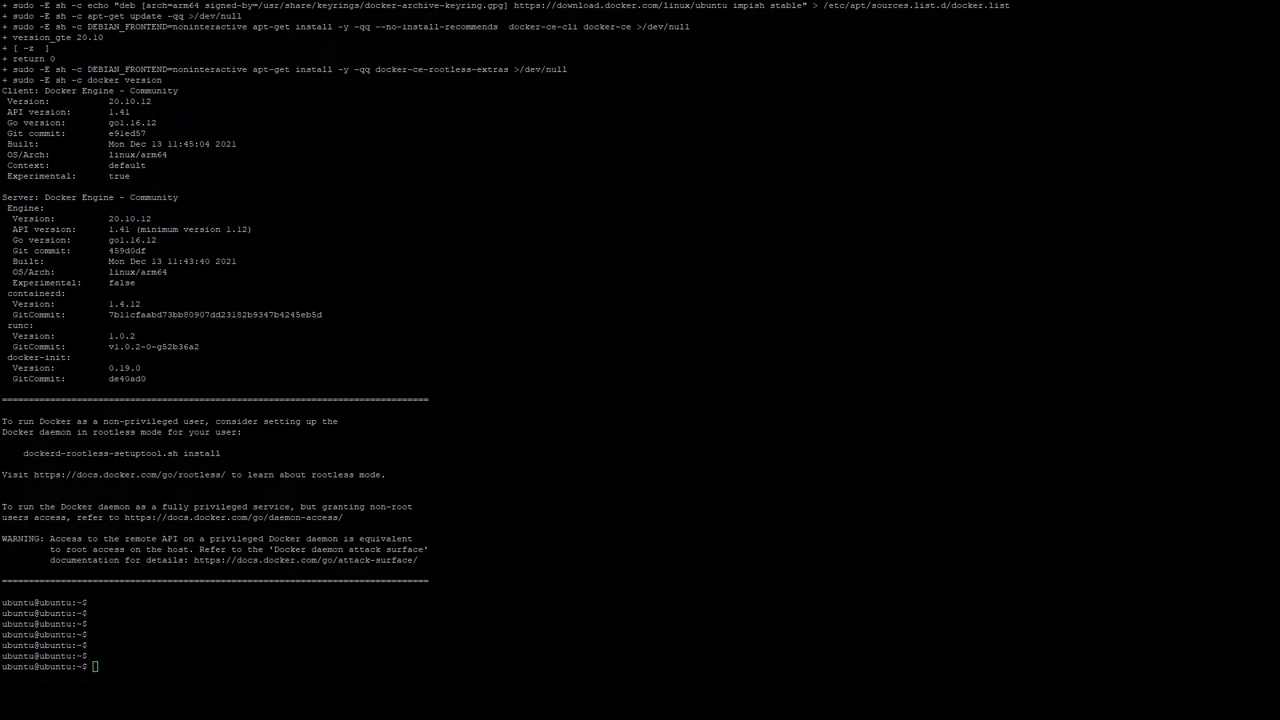 + sudo -E sh -c echo "deb [arch=arm64 signed-by=/usr/share/keyrings/docker-archive-keyring.gpg] https://download.docker.com/linux/ubuntu impish stable" > /etc/apt/sources.list.d/docker.list
+ sudo -E sh -c apt-get update -qq >/dev/null
+ sudo -E sh -c DEBIAN_FRONTEND=noninteractive apt-get install -y -qq --no-install-recommends  docker-ce-cli docker-ce >/dev/null
+ version_gte 20.10
+ [ -z  ]
+ return 0
+ sudo -E sh -c DEBIAN_FRONTEND=noninteractive apt-get install -y -qq docker-ce-rootless-extras >/dev/null
+ sudo -E sh -c docker version
Client: Docker Engine - Community
 Version:           20.10.12
 API version:       1.41
 Go version:        go1.16.12
 Git commit:        e91ed57
 Built:             Mon Dec 13 11:45:04 2021
 OS/Arch:           linux/arm64
 Context:           default
 Experimental:      true

Server: Docker Engine - Community
 Engine:
  Version:          20.10.12
  API version:      1.41 (minimum version 1.12)
  Go version:       go1.16.12
  Git commit:       459d0df
  Built:            Mon Dec 13 11:43:40 2021
  OS/Arch:          linux/arm64
  Experimental:     false
 containerd:
  Version:          1.4.12
  GitCommit:        7b11cfaabd73bb80907dd23182b9347b4245eb5d
 runc:
  Version:          1.0.2
  GitCommit:        v1.0.2-0-g52b36a2
 docker-init:
  Version:          0.19.0
  GitCommit:        de40ad0

================================================================================

To run Docker as a non-privileged user, consider setting up the
Docker daemon in rootless mode for your user:

    dockerd-rootless-setuptool.sh install

Visit https://docs.docker.com/go/rootless/ to learn about rootless mode.


To run the Docker daemon as a fully privileged service, but granting non-root
users access, refer to https://docs.docker.com/go/daemon-access/

WARNING: Access to the remote API on a privileged Docker daemon is equivalent
         to root access on the host. Refer to the 'Docker daemon attack surface'
         documentation for details: https://docs.docker.com/go/attack-surface/

================================================================================

ubuntu@ubuntu:~$
ubuntu@ubuntu:~$
ubuntu@ubuntu:~$
ubuntu@ubuntu:~$
ubuntu@ubuntu:~$
ubuntu@ubuntu:~$
ubuntu@ubuntu:~$